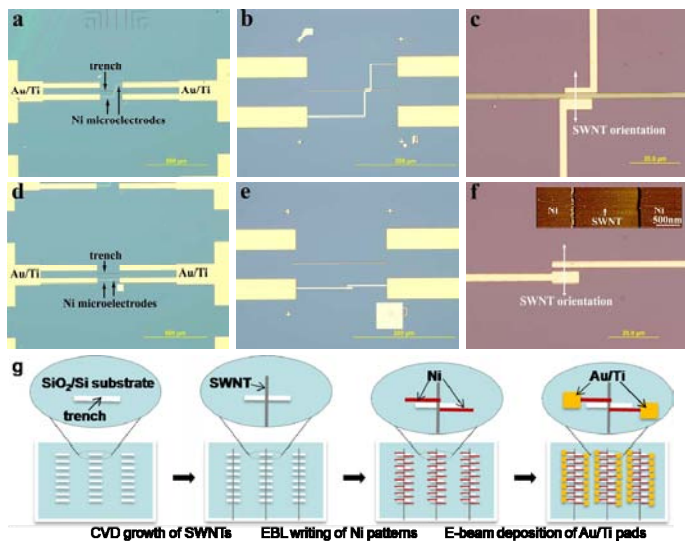 a
trench
Au/Ti
Au/Ti
Ni microelectrodes
b
c
SWNT orientation
d
trench
Au/Ti
Au/Ti
Ni microelectrodes
e
f
Ni
SWNT
Ni
500nm
SWNT orientation
g
SiO2/Si substrate
trench
SWNT
Ni
Au/Ti
CVD growth of SWNTs
EBL writing of Ni patterns
E-beam deposition of Au/Ti pads